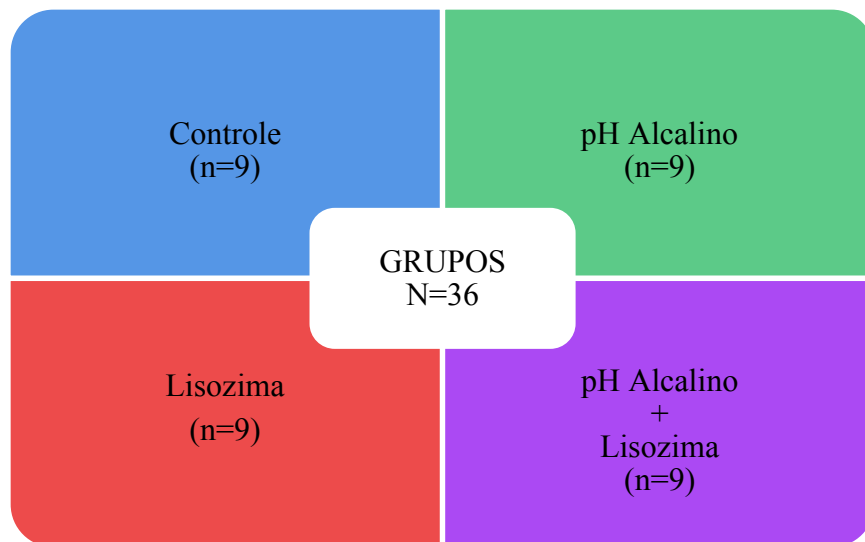 Controle
(n=9)
pH Alcalino
(n=9)
GRUPOS
N=36
Lisozima
(n=9)
pH Alcalino
+
Lisozima
(n=9)